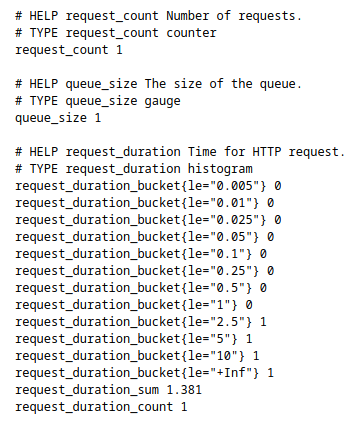 # HELP request_count Number of requests.
# TYPE request_count counter
request_count 1

# HELP queue_size The size of the queue.
# TYPE queue_size gauge
queue_size 1

# HELP request_duration Time for HTTP request.
# TYPE request_duration histogram
request_duration_bucket{le="0.005"} 0
request_duration_bucket{le="0.01"} 0
request_duration_bucket{le="0.025"} 0
request_duration_bucket{le="0.05"} 0
request_duration_bucket{le="0.1"} 0
request_duration_bucket{le="0.25"} 0
request_duration_bucket{le="0.5"} 0
request_duration_bucket{le="1"} 0
request_duration_bucket{le="2.5"} 1
request_duration_bucket{le="5"} 1
request_duration_bucket{le="10"} 1
request_duration_bucket{le="+Inf"} 1
request_duration_sum 1.381
request_duration_count 1